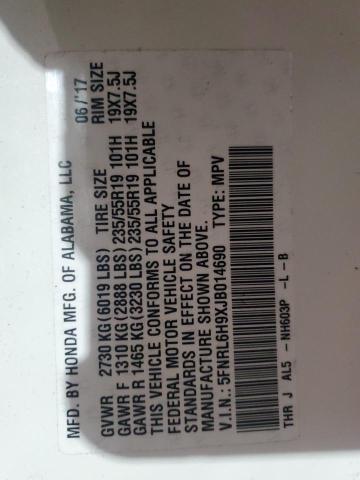 MFD. BY HONDA MFG. OF ALABAMA, LLC 06/'17
TIRE SIZE RIM SIZE
GVWR 2730 KG (6019 LBS)
GAWR F 1310 KG (2888 LBS) 235/55R19 101H 19X7.5J
GAWR R 1465 KG (3230 LBS) 235/55R19 101H 19X7.5J
THIS VEHICLE CONFORMS TO ALL APPLICABLE
FEDERAL MOTOR VEHICLE SAFETY
STANDARDS IN EFFECT ON THE DATE OF
MANUFACTURE SHOWN ABOVE.
V.I.N.: 5FNRL6H9XJB014690 TYPE: MPV
THR J AL5 - NH603P -L -B